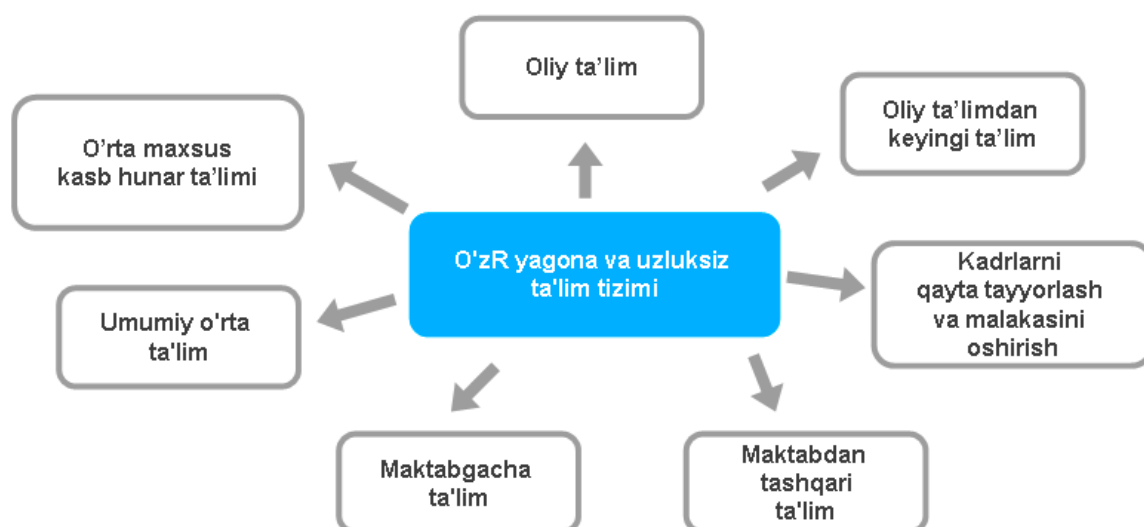 Oliy ta’lim
Oliy ta’limdan
keyingi ta’lim
O’rta maxsus
kasb hunar ta’limi
O'zR yagona va uzluksiz
ta'lim tizimi
Kadrlarni
qayta tayyorlash
va malakasini
oshirish
Umumiy o'rta
ta'lim
Maktabgacha
ta'lim
Maktabdan
tashqari
ta'lim